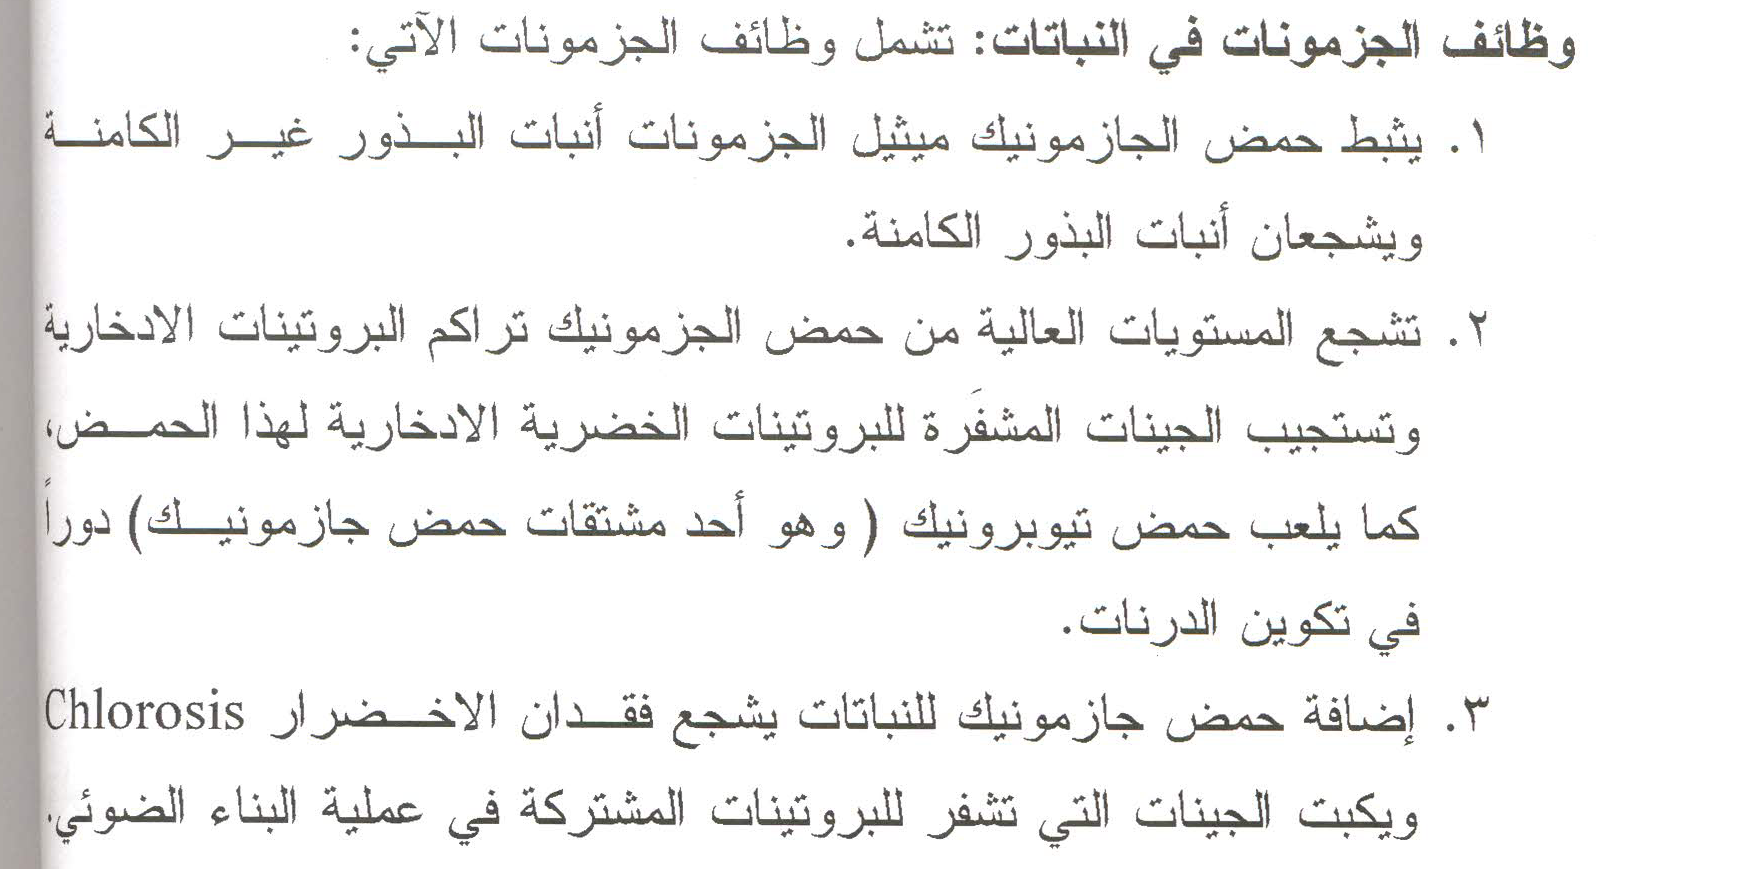 وظائف الجزمونات في النباتات: تشمل وظائف الجزمونات الآتي:
١. يثبط حمض الجازمونيك ميثيل الجزمونات أنبات البذور غير الكامنة
ويشجعان أنبات البذور الكامنة.
٢. تشجع المستويات العالية من حمض الجزمونيك تراكم البروتينات الادخارية
وتستجيب الجينات المشفَرة للبروتينات الخضرية الادخارية لهذا الحمض،
كما يلعب حمض تيوبرونيك ( وهو أحد مشتقات حمض جازمونيك) دوراً
في تكوين الدرنات.
٣. إضافة حمض جازمونيك للنباتات يشجع فقدان الاخضرار Chlorosis
ويكبت الجينات التي تشفر للبروتينات المشتركة في عملية البناء الضوئي.